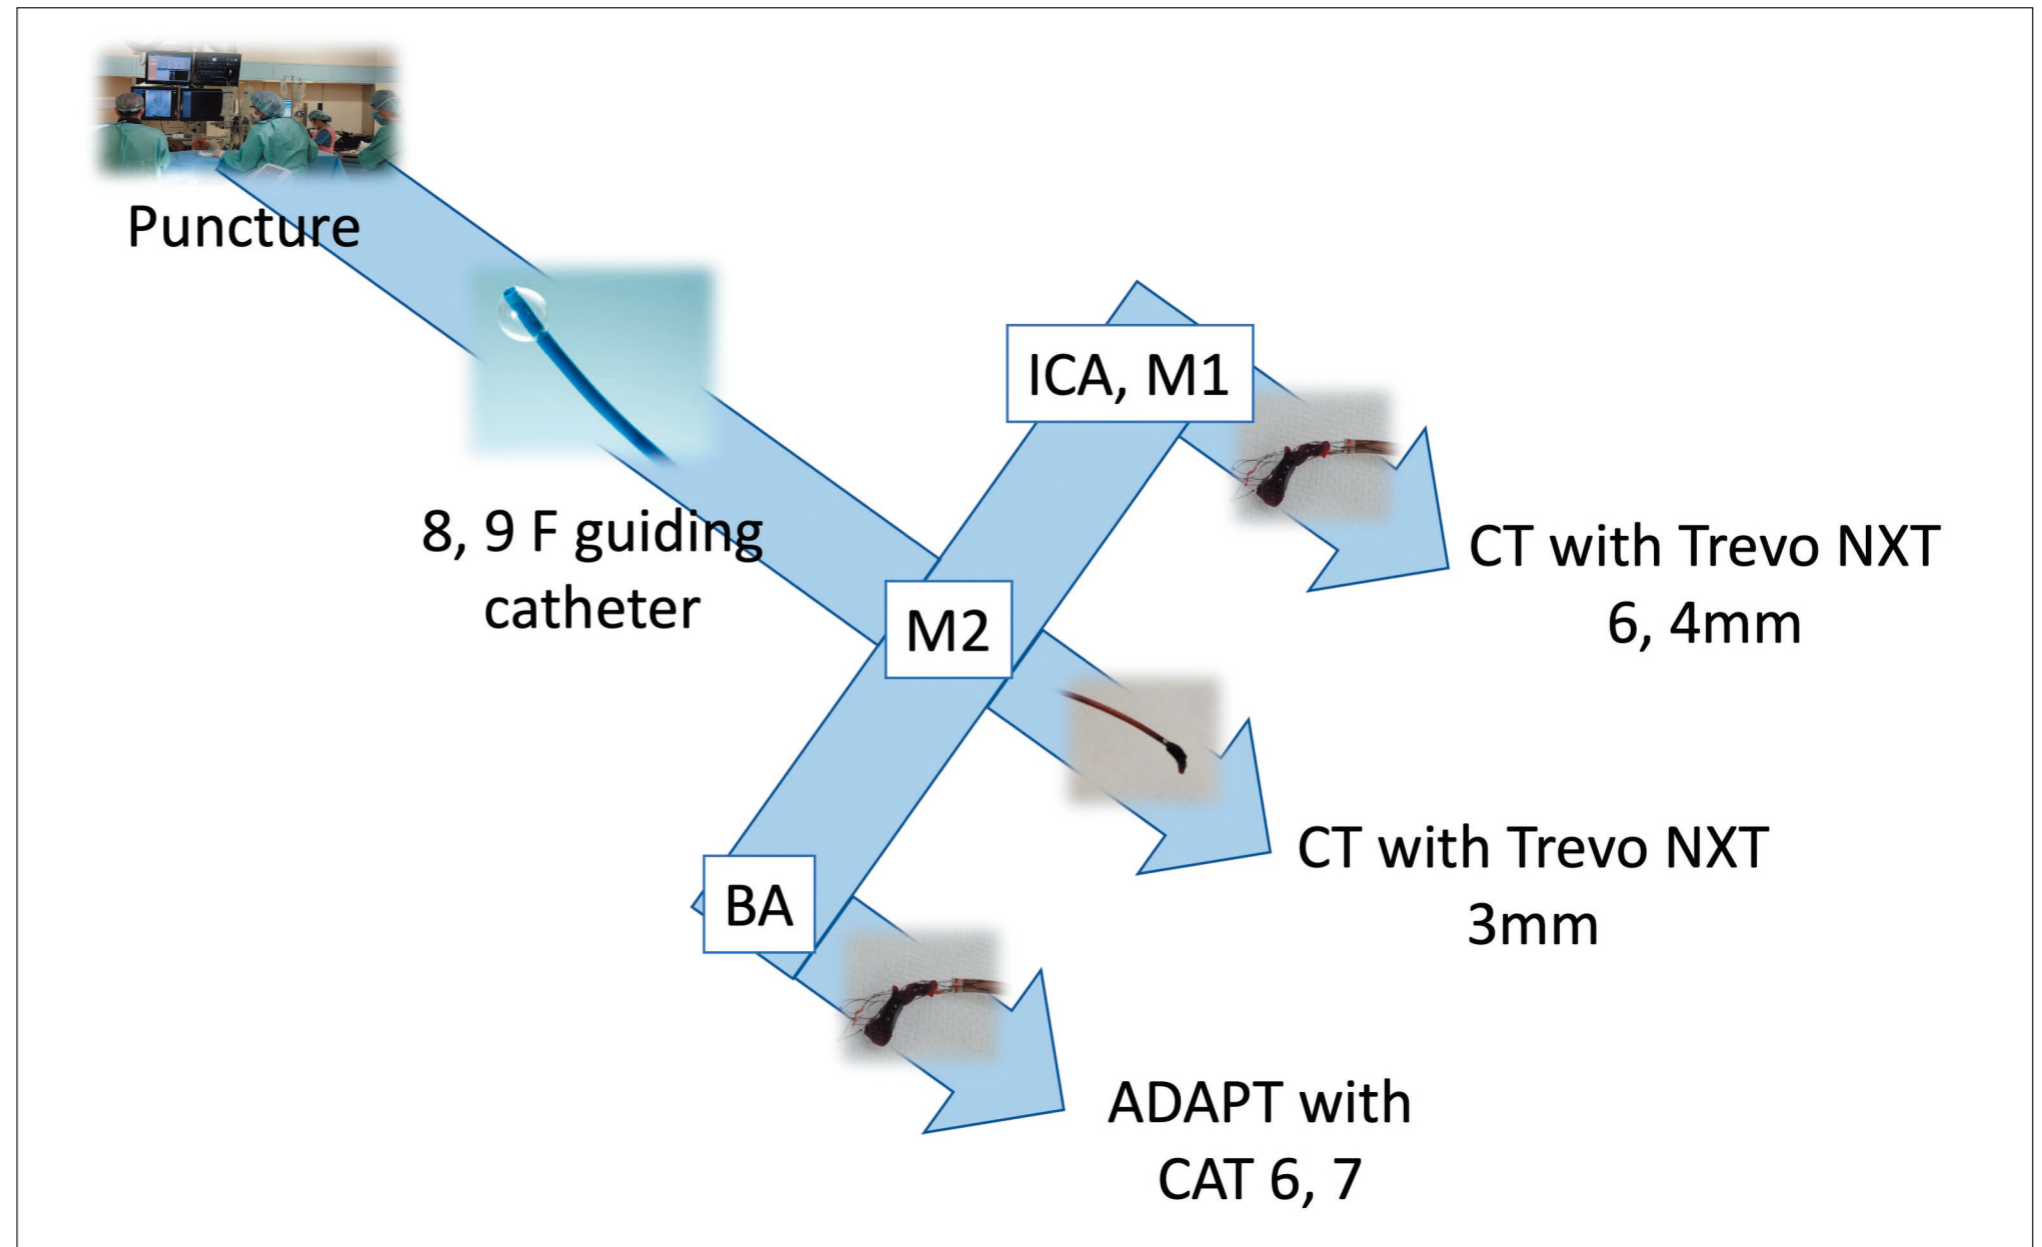 Puncture
8, 9 F guiding
catheter
ICA, M1
CT with Trevo NXT
6, 4mm
M2
CT with Trevo NXT
3mm
BA
ADAPT with
CAT 6, 7